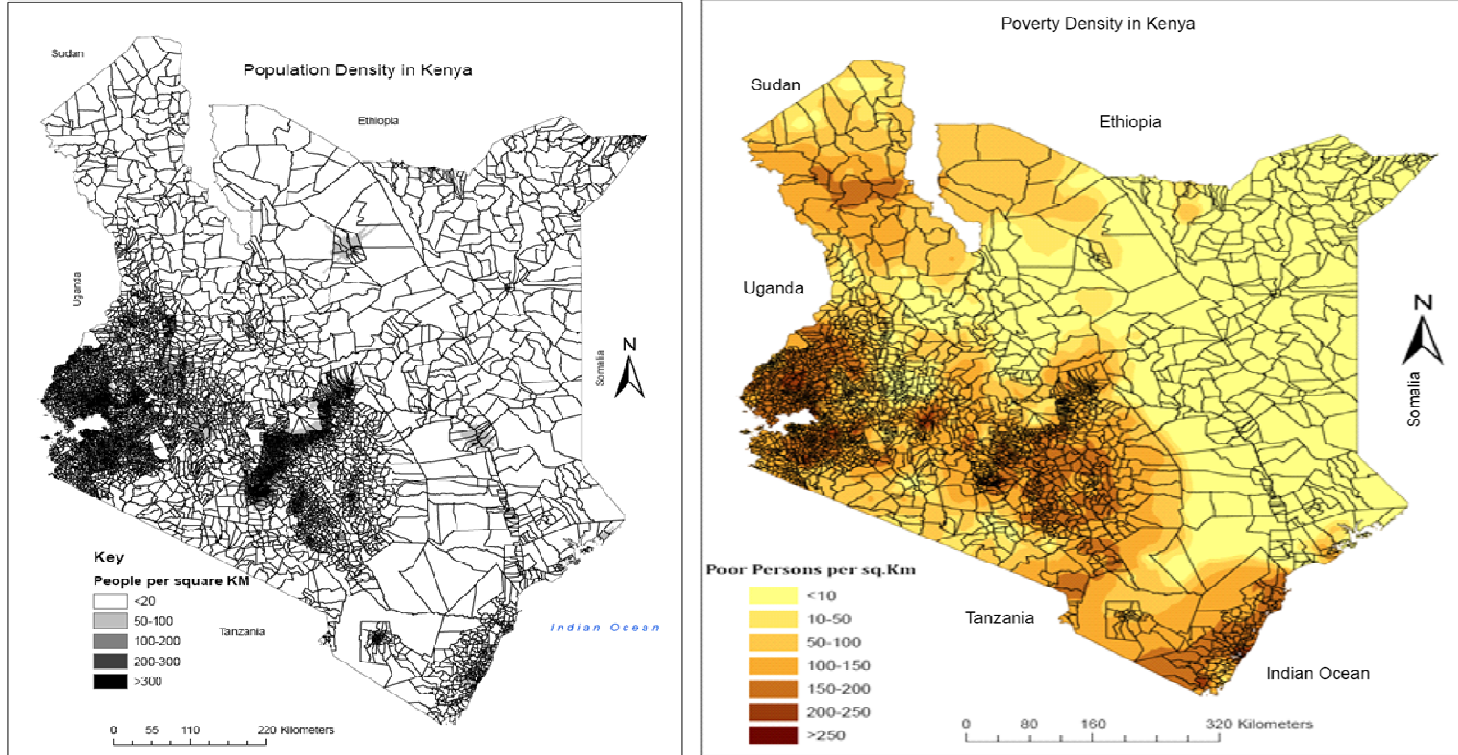 Population Density in Kenya
Sudan
Ethiopia
Uganda
Somalia
N
Key
People per square KM
<20
50-100
100-200
200-300
>300
Tanzania
Indian Ocean
0 55 110 220 Kilometers
Poverty Density in Kenya
Sudan
Ethiopia
Uganda
N
Somalia
Poor Persons per sq.Km
<10
10-50
50-100
100-150
150-200
200-250
>250
Tanzania
Indian Ocean
0 80 160 320 Kilometers